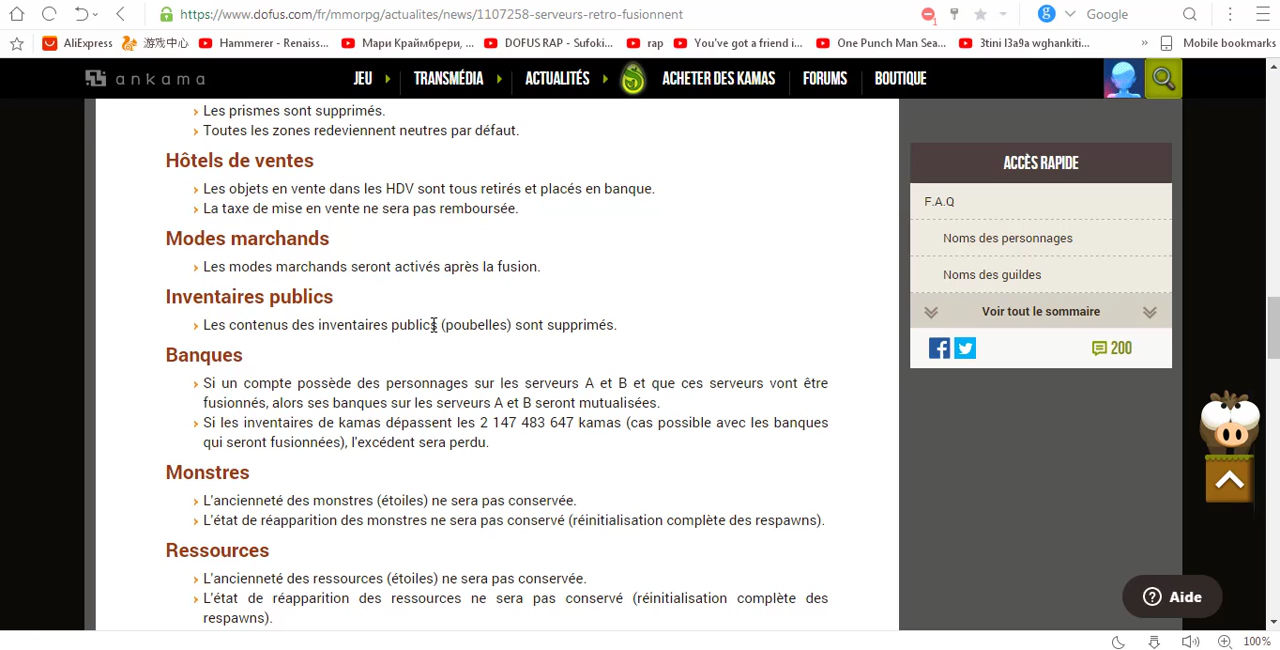 https://www.dofus.com/fr/mmorpg/actualites/news/1107258-serveurs-retro-fusionnent
Google
AliExpress 游戏中心 Hammerer - Renaiss... Мари Краймбрери, ... DOFUS RAP - Sufoki... rap You've got a friend i... One Punch Man Sea... 3tini l3a9a wghankiti... » Mobile bookmarks
ankama JEU TRANSMÉDIA ACTUALITÉS ACHETER DES KAMAS FORUMS BOUTIQUE
Les prismes sont supprimés.
Toutes les zones redeviennent neutres par défaut.
Hôtels de ventes
Les objets en vente dans les HDV sont tous retirés et placés en banque.
La taxe de mise en vente ne sera pas remboursée.
Modes marchands
Les modes marchands seront activés après la fusion.
Inventaires publics
Les contenus des inventaires publics (poubelles) sont supprimés.
Banques
Si un compte possède des personnages sur les serveurs A et B et que ces serveurs vont être
fusionnés, alors ses banques sur les serveurs A et B seront mutualisées.
Si les inventaires de kamas dépassent les 2 147 483 647 kamas (cas possible avec les banques
qui seront fusionnées), l'excédent sera perdu.
Monstres
L'ancienneté des monstres (étoiles) ne sera pas conservée.
L'état de réapparition des monstres ne sera pas conservé (réinitialisation complète des respawns).
Ressources
L'ancienneté des ressources (étoiles) ne sera pas conservée.
L'état de réapparition des ressources ne sera pas conservé (réinitialisation complète des
respawns).
ACCÈS RAPIDE
F.A.Q
Noms des personnages
Noms des guildes
Voir tout le sommaire
200
Aide
100%